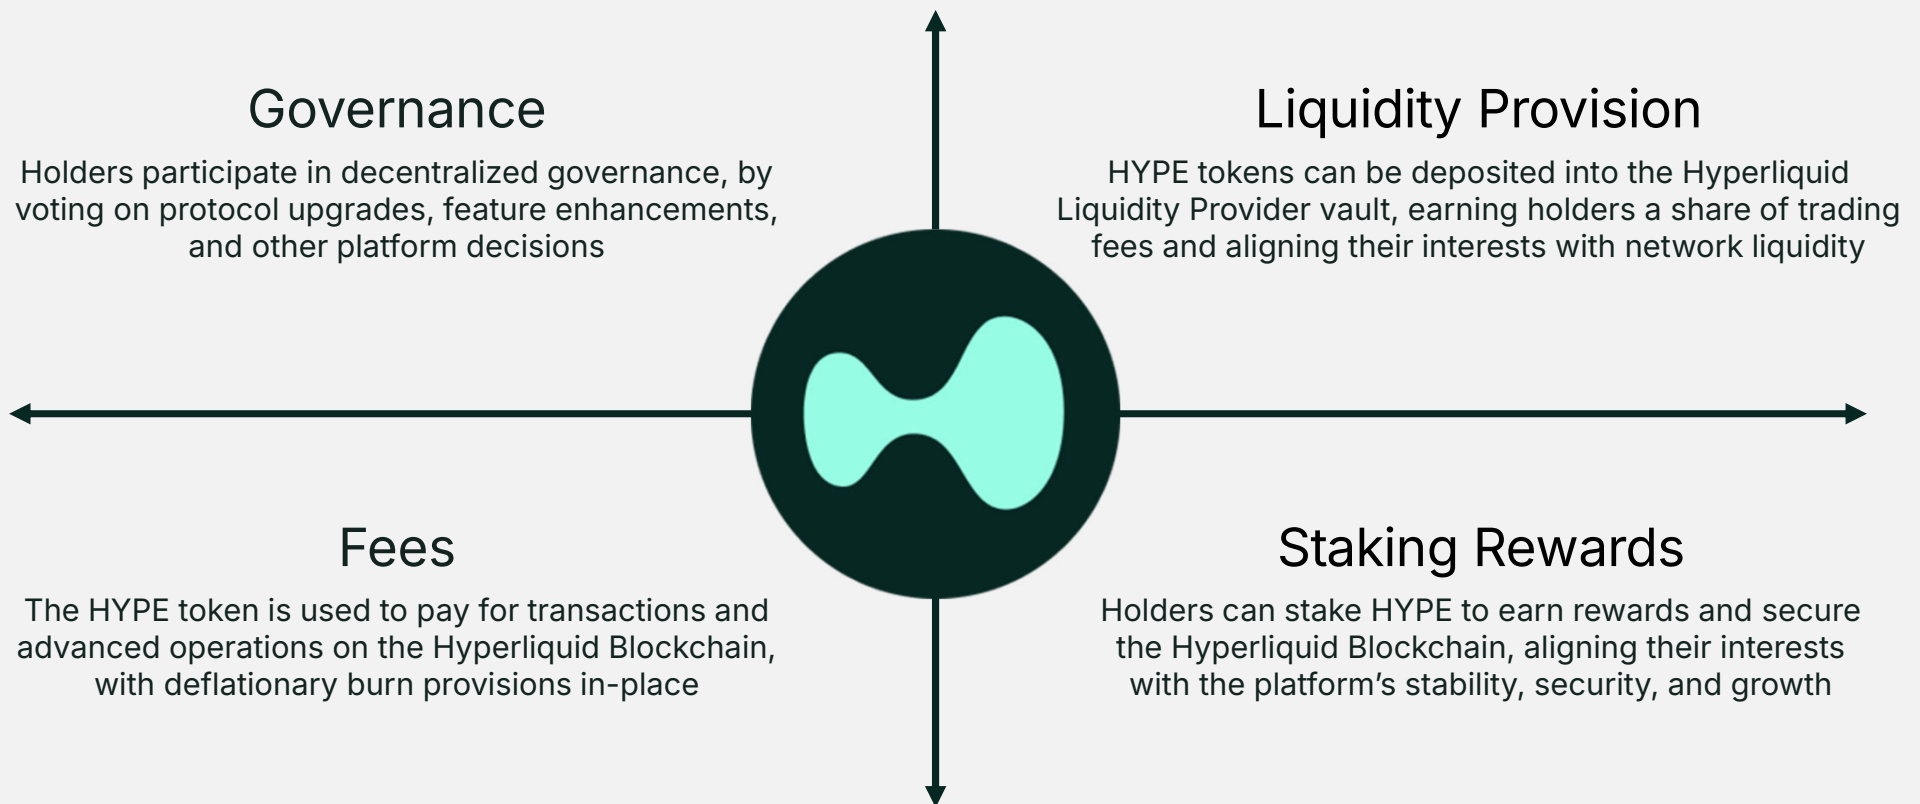 Governance
Holders participate in decentralized governance, by
voting on protocol upgrades, feature enhancements,
and other platform decisions
Liquidity Provision
HYPE tokens can be deposited into the Hyperliquid
Liquidity Provider vault, earning holders a share of trading
fees and aligning their interests with network liquidity
Fees
The HYPE token is used to pay for transactions and
advanced operations on the Hyperliquid Blockchain,
with deflationary burn provisions in-place
Staking Rewards
Holders can stake HYPE to earn rewards and secure
the Hyperliquid Blockchain, aligning their interests
with the platform’s stability, security, and growth